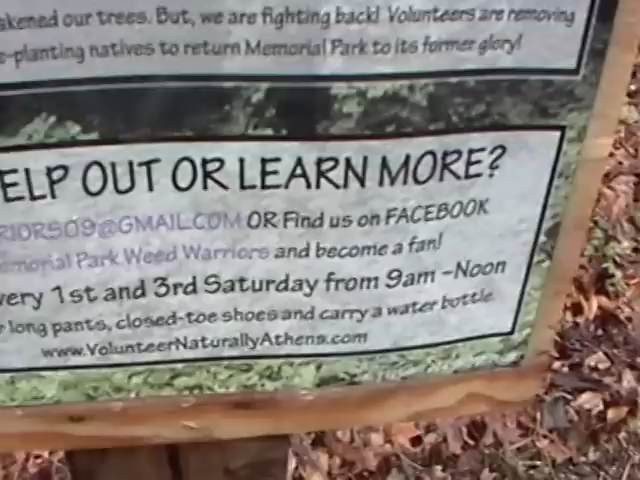 akened our trees. But, we are fighting back! Volunteers are removing
e-planting natives to return Memorial Park to its former glory!
ELP OUT OR LEARN MORE?
RIORS09@GMAIL.COM OR Find us on FACEBOOK
emorial Park Weed Warriors and become a fan!
very 1st and 3rd Saturday from 9am -Noon
r long pants, closed-toe shoes and carry a water bottle.
www.VolunteerNaturallyAthens.com